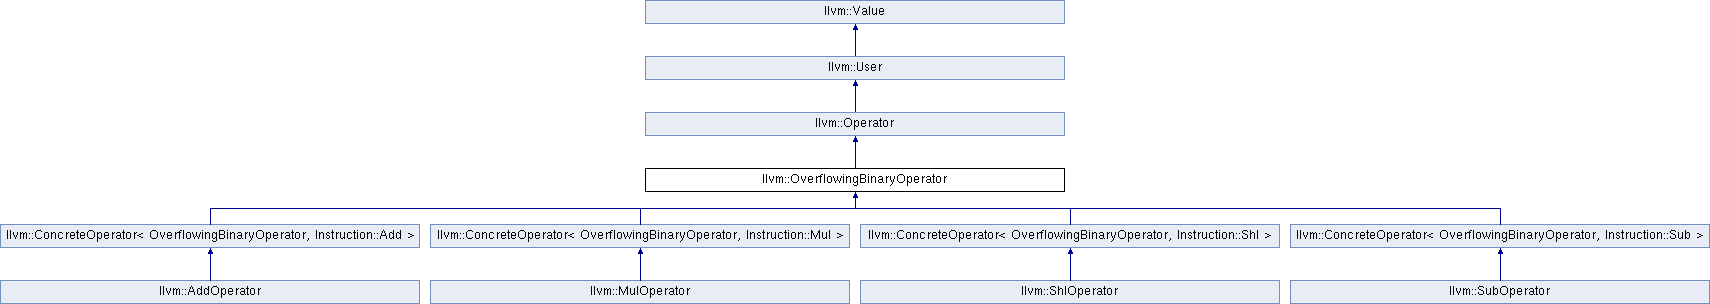 llvm::Value
llvm::User
llvm::Operator
llvm::OverflowingBinaryOperator
llvm::ConcreteOperator< OverflowingBinaryOperator, Instruction::Add >
llvm::ConcreteOperator< OverflowingBinaryOperator, Instruction::Mul >
llvm::ConcreteOperator< OverflowingBinaryOperator, Instruction::Shl >
llvm::ConcreteOperator< OverflowingBinaryOperator, Instruction::Sub >
llvm::AddOperator
llvm::MulOperator
llvm::ShlOperator
llvm::SubOperator